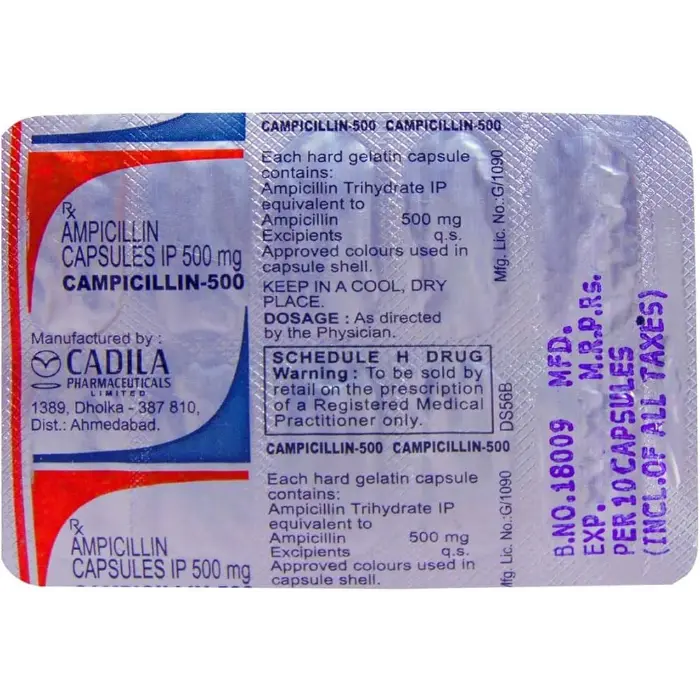 Rx
AMPICILLIN
CAPSULES IP 500 mg
CAMPICILLIN-500
Manufactured by :
CADILA
PHARMACEUTICALS
LIMITED
1389, Dholka - 387 810,
Dist.: Ahmedabad.
Rx
AMPICILLIN
CAPSULES IP 500 mg
CAMPICILLIN-500
CAMPICILLIN-500 CAMPICILLIN-500
Each hard gelatin capsule
contains:
Ampicillin Trihydrate IP
equivalent to
Ampicillin 500 mg
Excipients q.s.
Approved colours used in
capsule shell.
KEEP IN A COOL, DRY
PLACE.
DOSAGE : As directed
by the Physician.
SCHEDULE H DRUG
Warning : To be sold by
retail on the prescription
of a Registered Medical
Practitioner only.
CAMPICILLIN-500 CAMPICILLIN-500
Each hard gelatin capsule
contains:
Ampicillin Trihydrate IP
equivalent to
Ampicillin 500 mg
Excipients q.s.
Approved colours used in
capsule shell.
Mfg. Lic. No.:G/1090
DS56B
Mfg. Lic. No.:G/1090
B.NO.18009 MFD.
EXP. M.R.P.Rs.
PER 10 CAPSULES
(INCL.OF ALL TAXES)